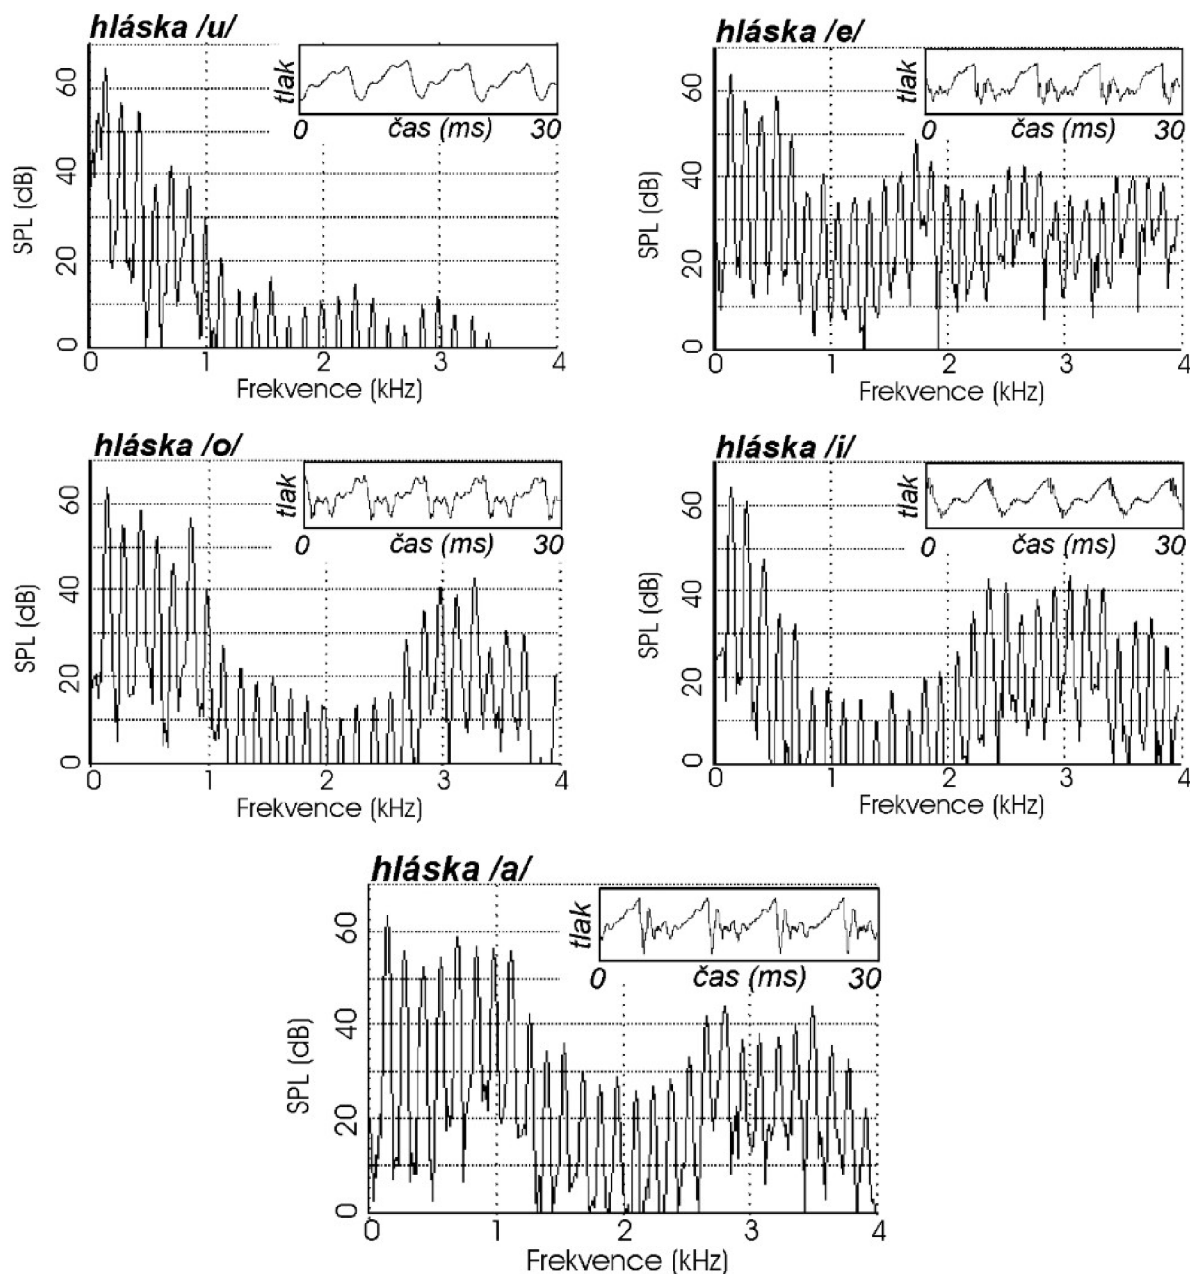 hláska /u/
tlak
0 čas (ms) 30
SPL (dB)
60
40
20
0
0 1 2 3 4
Frekvence (kHz)
hláska /e/
tlak
0 čas (ms) 30
SPL (dB)
60
40
20
0
0 1 2 3 4
Frekvence (kHz)
hláska /o/
tlak
0 čas (ms) 30
SPL (dB)
60
40
20
0
0 1 2 3 4
Frekvence (kHz)
hláska /i/
tlak
0 čas (ms) 30
SPL (dB)
60
40
20
0
0 1 2 3 4
Frekvence (kHz)
hláska /a/
tlak
0 čas (ms) 30
SPL (dB)
60
40
20
0
0 1 2 3 4
Frekvence (kHz)